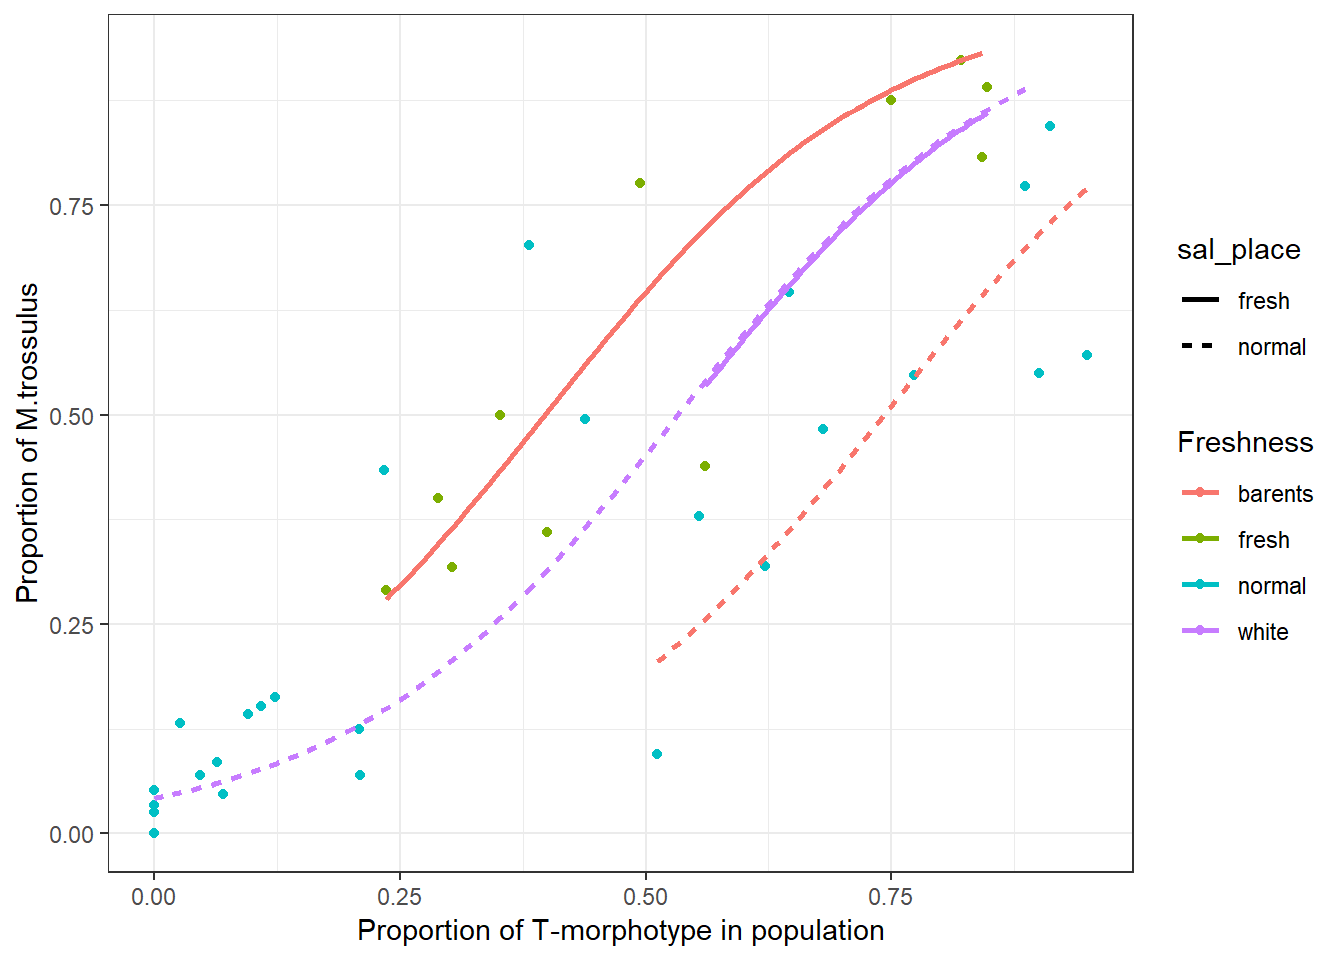 Proportion of M.trossulus
0.75
0.50
0.25
0.00
0.00 0.25 0.50 0.75
Proportion of T-morphotype in population
sal_place
fresh
normal
Freshness
barents
fresh
normal
white